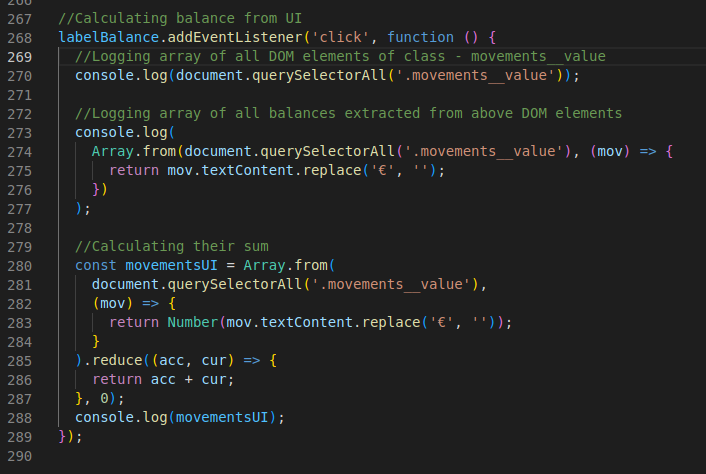 266
267 //Calculating balance from UI
268 labelBalance.addEventListener('click', function () {
269   //Logging array of all DOM elements of class - movements__value
270   console.log(document.querySelectorAll('.movements__value'));
271
272   //Logging array of all balances extracted from above DOM elements
273   console.log(
274     Array.from(document.querySelectorAll('.movements__value'), (mov) => {
275       return mov.textContent.replace('€', '');
276     })
277   );
278
279   //Calculating their sum
280   const movementsUI = Array.from(
281     document.querySelectorAll('.movements__value'),
282     (mov) => {
283       return Number(mov.textContent.replace('€', ''));
284     }
285   ).reduce((acc, cur) => {
286     return acc + cur;
287   }, 0);
288   console.log(movementsUI);
289 });
290